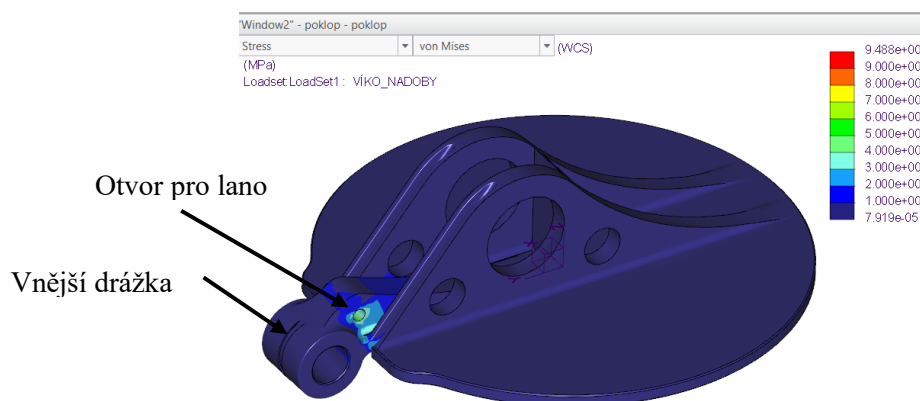 "Window2" - poklop - poklop
Stress von Mises (WCS)
(MPa)
Loadset:LoadSet1 : VÍKO_NADOBY
9.488e+00
9.000e+00
8.000e+00
7.000e+00
6.000e+00
5.000e+00
4.000e+00
3.000e+00
2.000e+00
1.000e+00
7.919e-05
Otvor pro lano
Vnější drážka